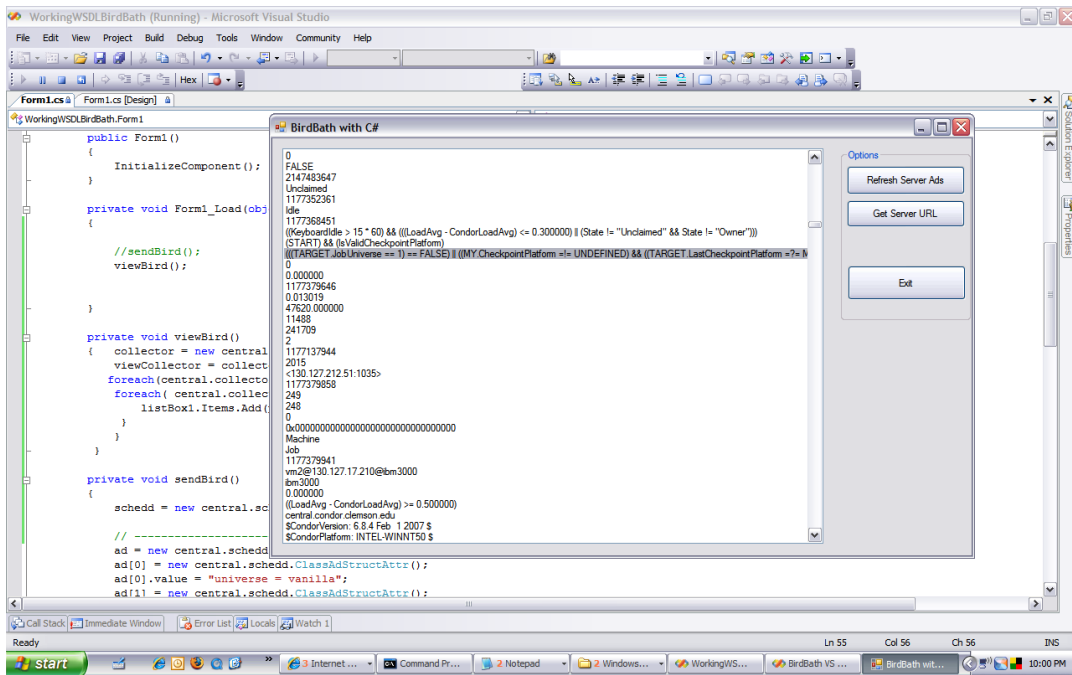 WorkingWSDLBirdBath (Running) - Microsoft Visual Studio
File Edit View Project Build Debug Tools Window Community Help
Hex
Form1.cs Form1.cs [Design]
WorkingWSDLBirdBath.Form1
Solution Explorer
Properties
public Form1()
{
InitializeComponent();
}
private void Form1_Load(obj
{
//sendBird();
viewBird();
}
private void viewBird()
{ collector = new central
viewCollector = collect
foreach(central.collecto
foreach( central.collec
listBox1.Items.Add(
}
}
}
private void sendBird()
{
schedd = new central.sc
// ----------------------
ad = new central.schedd
ad[0] = new central.schedd.ClassAdStructAttr();
ad[0].value = "universe = vanilla";
ad[1] = new central.schedd.ClassAdStructAttr();
BirdBath with C#
0
FALSE
2147483647
Unclaimed
1177352361
Idle
1177368451
((KeyboardIdle > 15 * 60) && (((LoadAvg - CondorLoadAvg) <= 0.300000) || (State != "Unclaimed" && State != "Owner")))
(START) && (IsValidCheckpointPlatform)
(((TARGET.JobUniverse == 1) == FALSE) || ((MY.CheckpointPlatform =!= UNDEFINED) && ((TARGET.LastCheckpointPlatform =?= M
0
0.000000
1177379646
0.013019
47620.000000
11488
241709
2
1177137944
2015
<130.127.212.51:1035>
1177379858
249
248
0
0x00000000000000000000000000000000
Machine
Job
1177379941
vm2@130.127.17.210@ibm3000
ibm3000
0.000000
((LoadAvg - CondorLoadAvg) >= 0.500000)
central.condor.clemson.edu
$CondorVersion: 6.8.4 Feb 1 2007 $
$CondorPlatform: INTEL-WINNT50 $
Options
Refresh Server Ads
Get Server URL
Exit
Call Stack Immediate Window Error List Locals Watch 1
Ready Ln 55 Col 56 Ch 56 INS
start 3 Internet ... Command Pr... 2 Notepad 2 Windows... WorkingWS... BirdBath VS ... BirdBath wit... 10:00 PM